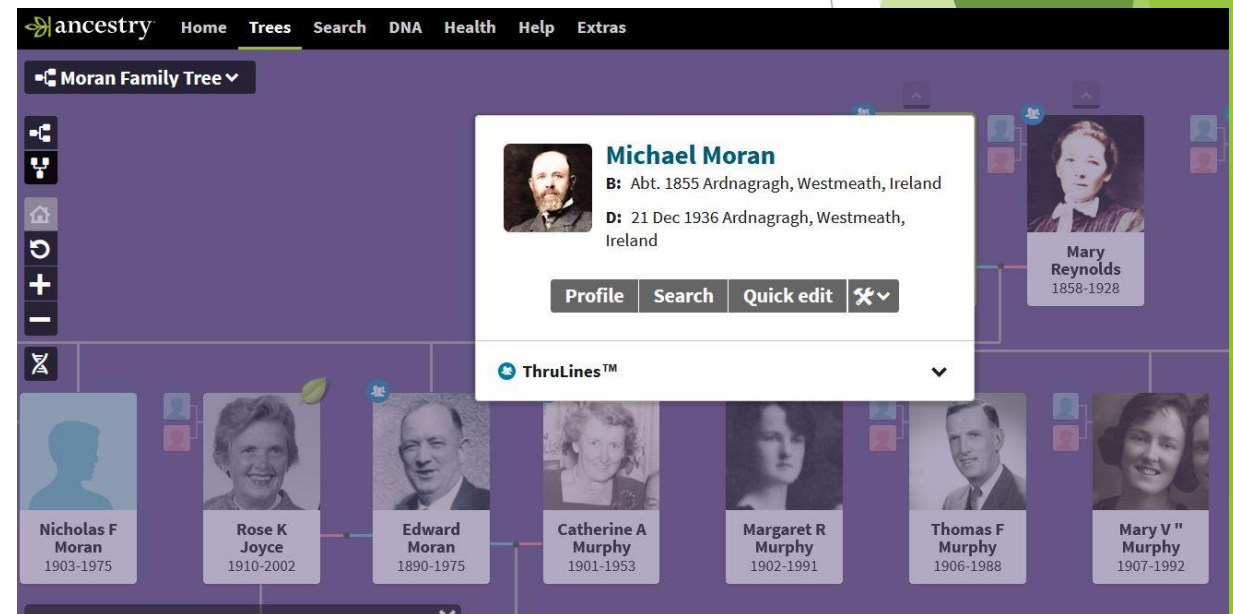 ancestry Home Trees Search DNA Health Help Extras
Moran Family Tree
Michael Moran
B: Abt. 1855 Ardnagragh, Westmeath, Ireland
D: 21 Dec 1936 Ardnagragh, Westmeath,
Ireland
Profile Search Quick edit
ThruLines™
Mary
Reynolds
1858-1928
Nicholas F
Moran
1903-1975
Rose K
Joyce
1910-2002
Edward
Moran
1890-1975
Catherine A
Murphy
1901-1953
Margaret R
Murphy
1902-1991
Thomas F
Murphy
1906-1988
Mary V "
Murphy
1907-1992